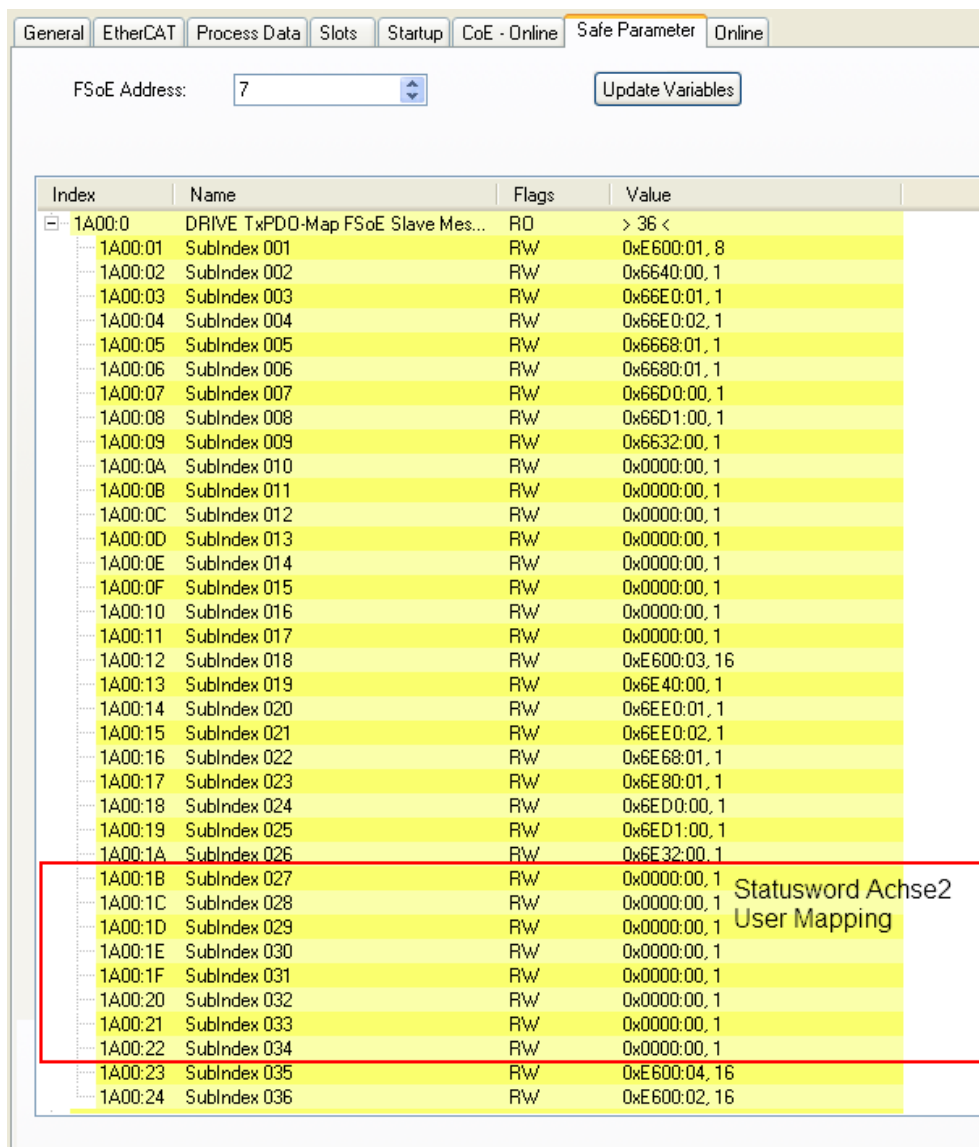 General EtherCAT Process Data Slots Startup CoE - Online Safe Parameter Online
FSoE Address: 7 Update Variables
Index Name Flags Value
1A00:0 DRIVE TxPDO-Map FSoE Slave Mes... RO > 36 <
1A00:01 SubIndex 001 RW 0xE600:01, 8
1A00:02 SubIndex 002 RW 0x6640:00, 1
1A00:03 SubIndex 003 RW 0x66E0:01, 1
1A00:04 SubIndex 004 RW 0x66E0:02, 1
1A00:05 SubIndex 005 RW 0x6668:01, 1
1A00:06 SubIndex 006 RW 0x6680:01, 1
1A00:07 SubIndex 007 RW 0x66D0:00, 1
1A00:08 SubIndex 008 RW 0x66D1:00, 1
1A00:09 SubIndex 009 RW 0x6632:00, 1
1A00:0A SubIndex 010 RW 0x0000:00, 1
1A00:0B SubIndex 011 RW 0x0000:00, 1
1A00:0C SubIndex 012 RW 0x0000:00, 1
1A00:0D SubIndex 013 RW 0x0000:00, 1
1A00:0E SubIndex 014 RW 0x0000:00, 1
1A00:0F SubIndex 015 RW 0x0000:00, 1
1A00:10 SubIndex 016 RW 0x0000:00, 1
1A00:11 SubIndex 017 RW 0x0000:00, 1
1A00:12 SubIndex 018 RW 0xE600:03, 16
1A00:13 SubIndex 019 RW 0x6E40:00, 1
1A00:14 SubIndex 020 RW 0x6EE0:01, 1
1A00:15 SubIndex 021 RW 0x6EE0:02, 1
1A00:16 SubIndex 022 RW 0x6E68:01, 1
1A00:17 SubIndex 023 RW 0x6E80:01, 1
1A00:18 SubIndex 024 RW 0x6ED0:00, 1
1A00:19 SubIndex 025 RW 0x6ED1:00, 1
1A00:1A SubIndex 026 RW 0x6E32:00, 1
1A00:1B SubIndex 027 RW 0x0000:00, 1
Statusword Achse2
1A00:1C SubIndex 028 RW 0x0000:00, 1
1A00:1D SubIndex 029 RW 0x0000:00, 1
User Mapping
1A00:1E SubIndex 030 RW 0x0000:00, 1
1A00:1F SubIndex 031 RW 0x0000:00, 1
1A00:20 SubIndex 032 RW 0x0000:00, 1
1A00:21 SubIndex 033 RW 0x0000:00, 1
1A00:22 SubIndex 034 RW 0x0000:00, 1
1A00:23 SubIndex 035 RW 0xE600:04, 16
1A00:24 SubIndex 036 RW 0xE600:02, 16